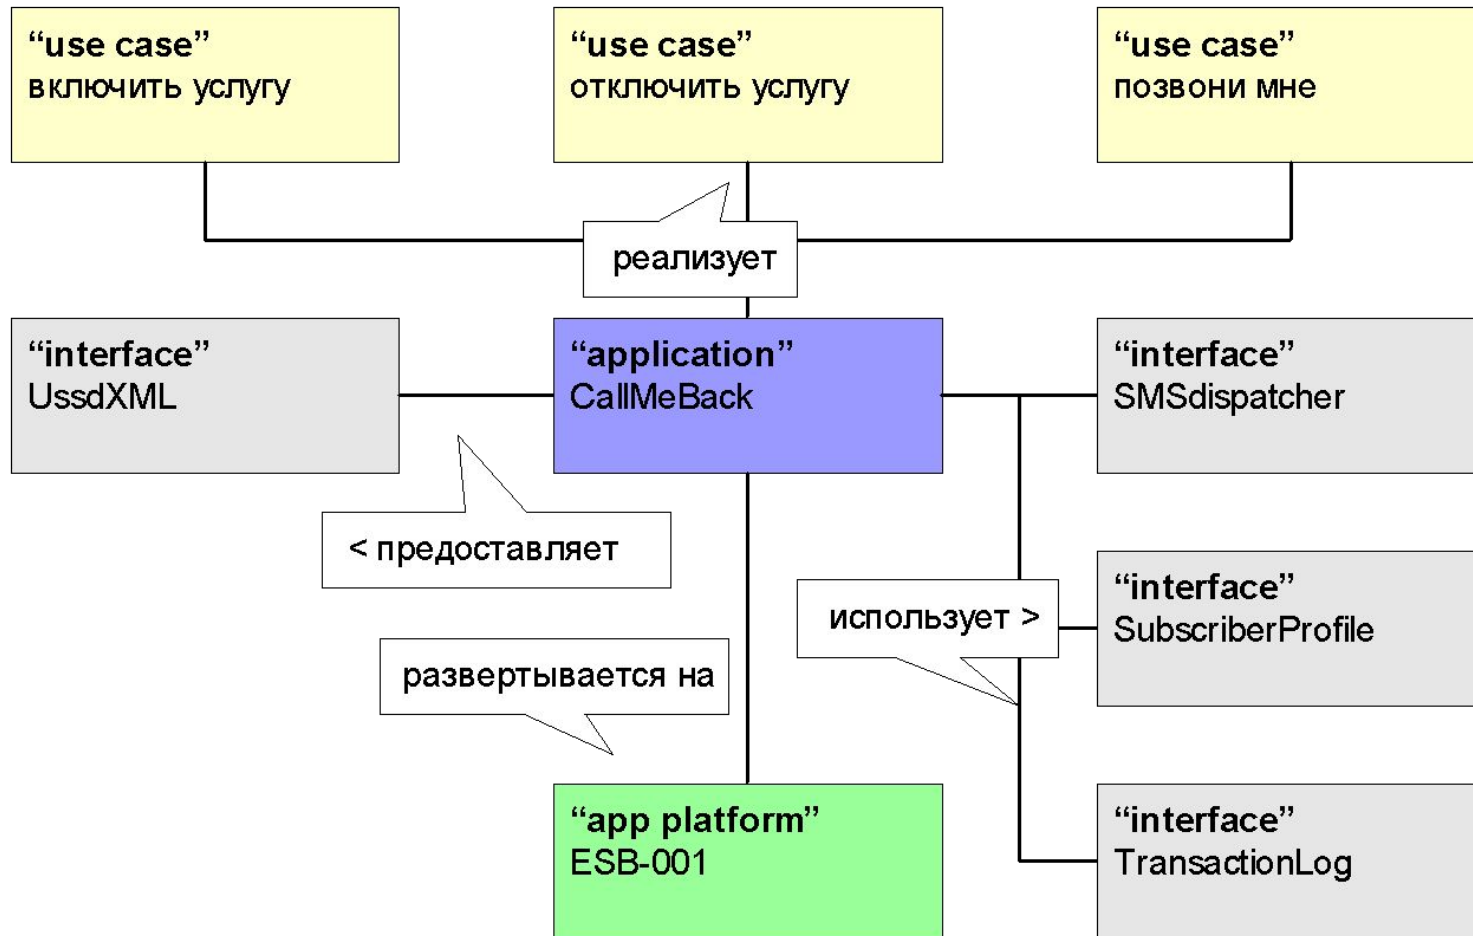 “use case”
включить услугу
“use case”
отключить услугу
“use case”
позвони мне
реализует
“interface”
UssdXML
“application”
CallMeBack
“interface”
SMSdispatcher
< предоставляет
“interface”
SubscriberProfile
использует >
развертывается на
“app platform”
ESB-001
“interface”
TransactionLog